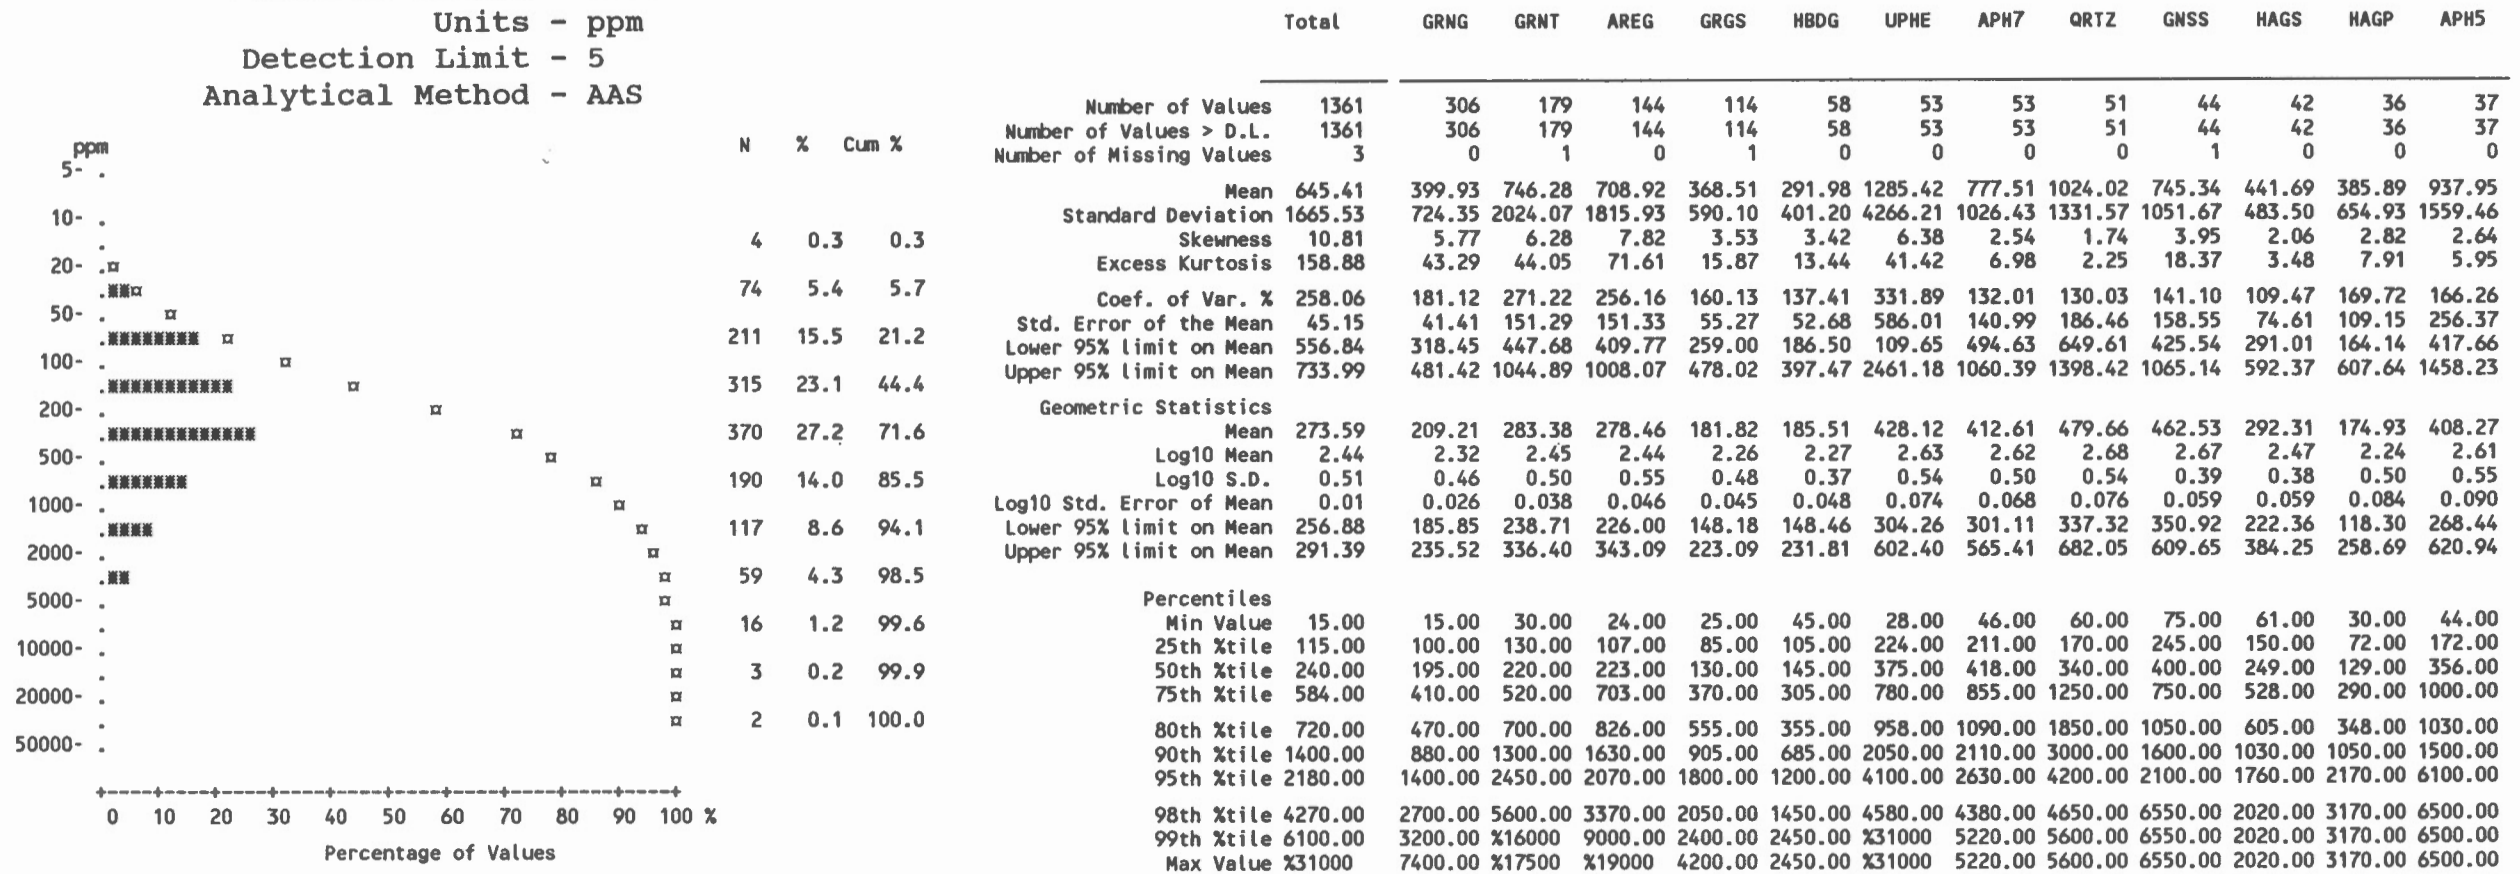 Units - ppm
Detection Limit - 5
Analytical Method - AAS
ppm N % Cum %
5-
10-
4 0.3 0.3
20-
74 5.4 5.7
50-
211 15.5 21.2
100-
315 23.1 44.4
200-
370 27.2 71.6
500-
190 14.0 85.5
1000-
117 8.6 94.1
2000-
59 4.3 98.5
5000-
16 1.2 99.6
10000-
3 0.2 99.9
20000-
2 0.1 100.0
50000-
0 10 20 30 40 50 60 70 80 90 100 %
Percentage of Values
Total GRNG GRNT AREG GRGS HBDG UPHE APH7 QRTZ GNSS HAGS HAGP APH5
Number of Values 1361 306 179 144 114 58 53 53 51 44 42 36 37
Number of Values > D.L. 1361 306 179 144 114 58 53 53 51 44 42 36 37
Number of Missing Values 3 0 1 0 1 0 0 0 0 1 0 0 0
Mean 645.41 399.93 746.28 708.92 368.51 291.98 1285.42 777.51 1024.02 745.34 441.69 385.89 937.95
Standard Deviation 1665.53 724.35 2024.07 1815.93 590.10 401.20 4266.21 1026.43 1331.57 1051.67 483.50 654.93 1559.46
Skewness 10.81 5.77 6.28 7.82 3.53 3.42 6.38 2.54 1.74 3.95 2.06 2.82 2.64
Excess Kurtosis 158.88 43.29 44.05 71.61 15.87 13.44 41.42 6.98 2.25 18.37 3.48 7.91 5.95
Coef. of Var. % 258.06 181.12 271.22 256.16 160.13 137.41 331.89 132.01 130.03 141.10 109.47 169.72 166.26
Std. Error of the Mean 45.15 41.41 151.29 151.33 55.27 52.68 586.01 140.99 186.46 158.55 74.61 109.15 256.37
Lower 95% limit on Mean 556.84 318.45 447.68 409.77 259.00 186.50 109.65 494.63 649.61 425.54 291.01 164.14 417.66
Upper 95% limit on Mean 733.99 481.42 1044.89 1008.07 478.02 397.47 2461.18 1060.39 1398.42 1065.14 592.37 607.64 1458.23
Geometric Statistics
Mean 273.59 209.21 283.38 278.46 181.82 185.51 428.12 412.61 479.66 462.53 292.31 174.93 408.27
Log10 Mean 2.44 2.32 2.45 2.44 2.26 2.27 2.63 2.62 2.68 2.67 2.47 2.24 2.61
Log10 S.D. 0.51 0.46 0.50 0.55 0.48 0.37 0.54 0.50 0.54 0.39 0.38 0.50 0.55
Log10 Std. Error of Mean 0.01 0.026 0.038 0.046 0.045 0.048 0.074 0.068 0.076 0.059 0.059 0.084 0.090
Lower 95% limit on Mean 256.88 185.85 238.71 226.00 148.18 148.46 304.26 301.11 337.32 350.92 222.36 118.30 268.44
Upper 95% limit on Mean 291.39 235.52 336.40 343.09 223.09 231.81 602.40 565.41 682.05 609.65 384.25 258.69 620.94
Percentiles
Min Value 15.00 15.00 30.00 24.00 25.00 45.00 28.00 46.00 60.00 75.00 61.00 30.00 44.00
25th %tile 115.00 100.00 130.00 107.00 85.00 105.00 224.00 211.00 170.00 245.00 150.00 72.00 172.00
50th %tile 240.00 195.00 220.00 223.00 130.00 145.00 375.00 418.00 340.00 400.00 249.00 129.00 356.00
75th %tile 584.00 410.00 520.00 703.00 370.00 305.00 780.00 855.00 1250.00 750.00 528.00 290.00 1000.00
80th %tile 720.00 470.00 700.00 826.00 555.00 355.00 958.00 1090.00 1850.00 1050.00 605.00 348.00 1030.00
90th %tile 1400.00 880.00 1300.00 1630.00 905.00 685.00 2050.00 2110.00 3000.00 1600.00 1030.00 1050.00 1500.00
95th %tile 2180.00 1400.00 2450.00 2070.00 1800.00 1200.00 4100.00 2630.00 4200.00 2100.00 1760.00 2170.00 6100.00
98th %tile 4270.00 2700.00 5600.00 3370.00 2050.00 1450.00 4580.00 4380.00 4650.00 6550.00 2020.00 3170.00 6500.00
99th %tile 6100.00 3200.00 %16000 9000.00 2400.00 2450.00 %31000 5220.00 5600.00 6550.00 2020.00 3170.00 6500.00
Max Value %31000 7400.00 %17500 %19000 4200.00 2450.00 %31000 5220.00 5600.00 6550.00 2020.00 3170.00 6500.00